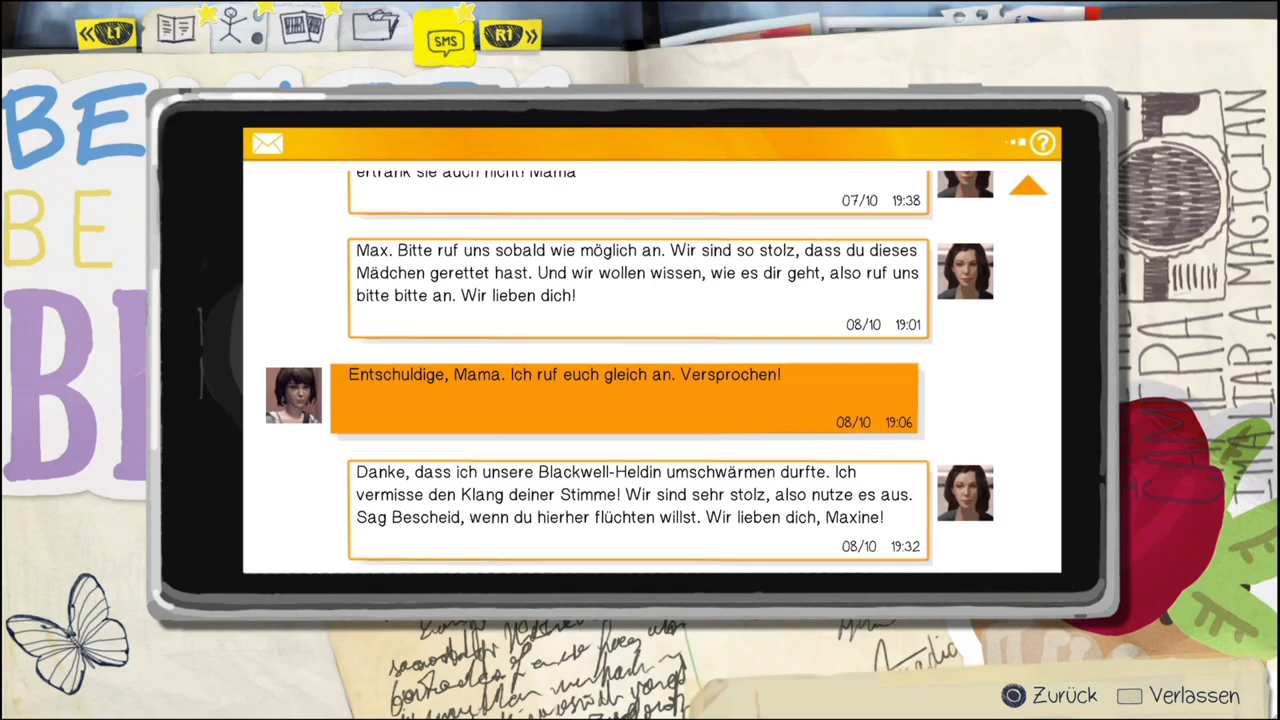 L1
SMS
R1
BE
BE
ertränk sie auch nicht! Mama
07/10 19:38
Max. Bitte ruf uns sobald wie möglich an. Wir sind so stolz, dass du dieses
Mädchen gerettet hast. Und wir wollen wissen, wie es dir geht, also ruf uns
bitte bitte an. Wir lieben dich!
08/10 19:01
Entschuldige, Mama. Ich ruf euch gleich an. Versprochen!
08/10 19:06
Danke, dass ich unsere Blackwell-Heldin umschwärmen durfte. Ich
vermisse den Klang deiner Stimme! Wir sind sehr stolz, also nutze es aus.
Sag Bescheid, wenn du hierher flüchten willst. Wir lieben dich, Maxine!
08/10 19:32
CAMERA
A MAGICIAN
Zurück Verlassen